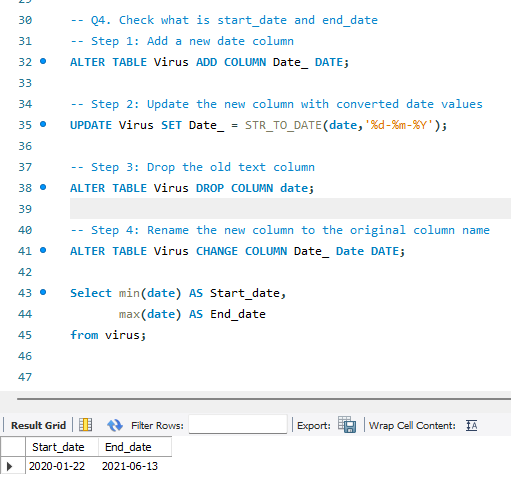 29
30 -- Q4. Check what is start_date and end_date
31 -- Step 1: Add a new date column
32 ALTER TABLE Virus ADD COLUMN Date_ DATE;
33
34 -- Step 2: Update the new column with converted date values
35 UPDATE Virus SET Date_ = STR_TO_DATE(date,'%d-%m-%Y');
36
37 -- Step 3: Drop the old text column
38 ALTER TABLE Virus DROP COLUMN date;
39
40 -- Step 4: Rename the new column to the original column name
41 ALTER TABLE Virus CHANGE COLUMN Date_ Date DATE;
42
43 Select min(date) AS Start_date,
44 max(date) AS End_date
45 from virus;
46
47
Result Grid Filter Rows: Export: Wrap Cell Content:
Start_date End_date
2020-01-22 2021-06-13